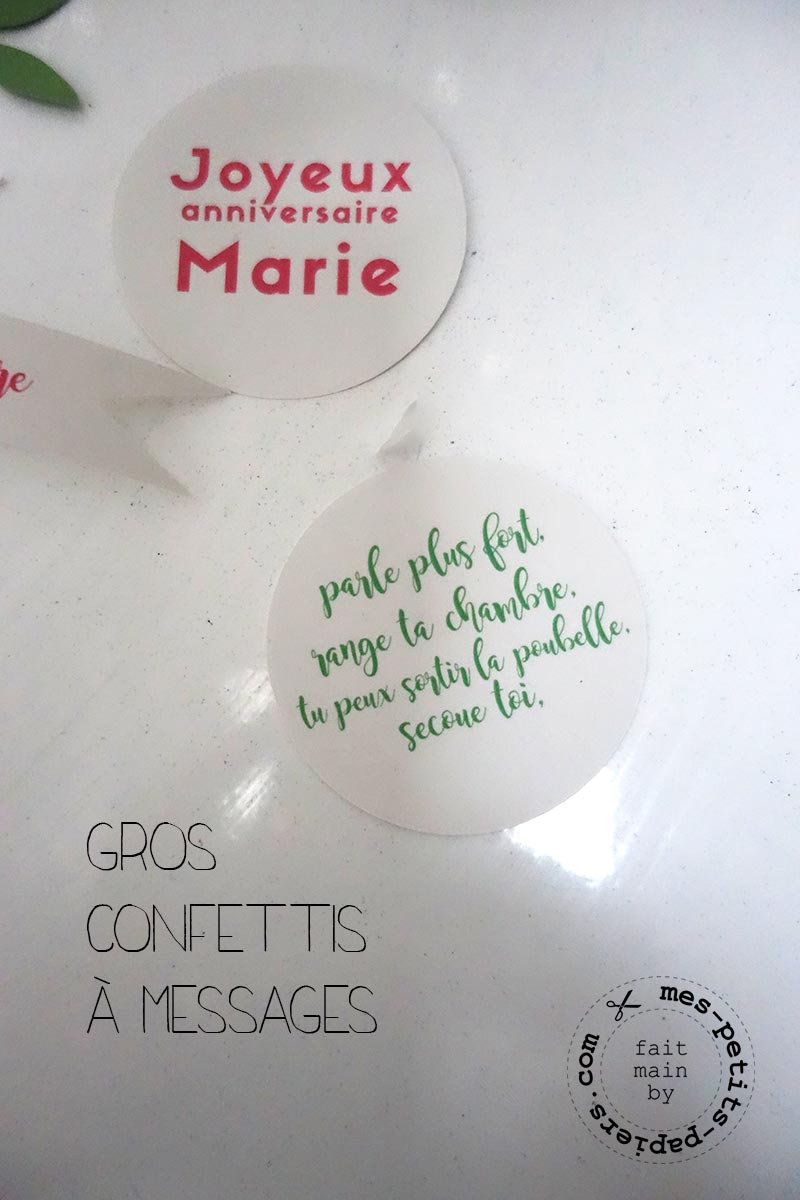 Joyeux
anniversaire
Marie
parle plus fort,
range ta chambre,
tu peux sortir la poubelle,
secoue toi,
GROS
CONFETTIS
À MESSAGES
mes-petits-papiers.com
fait
main
by